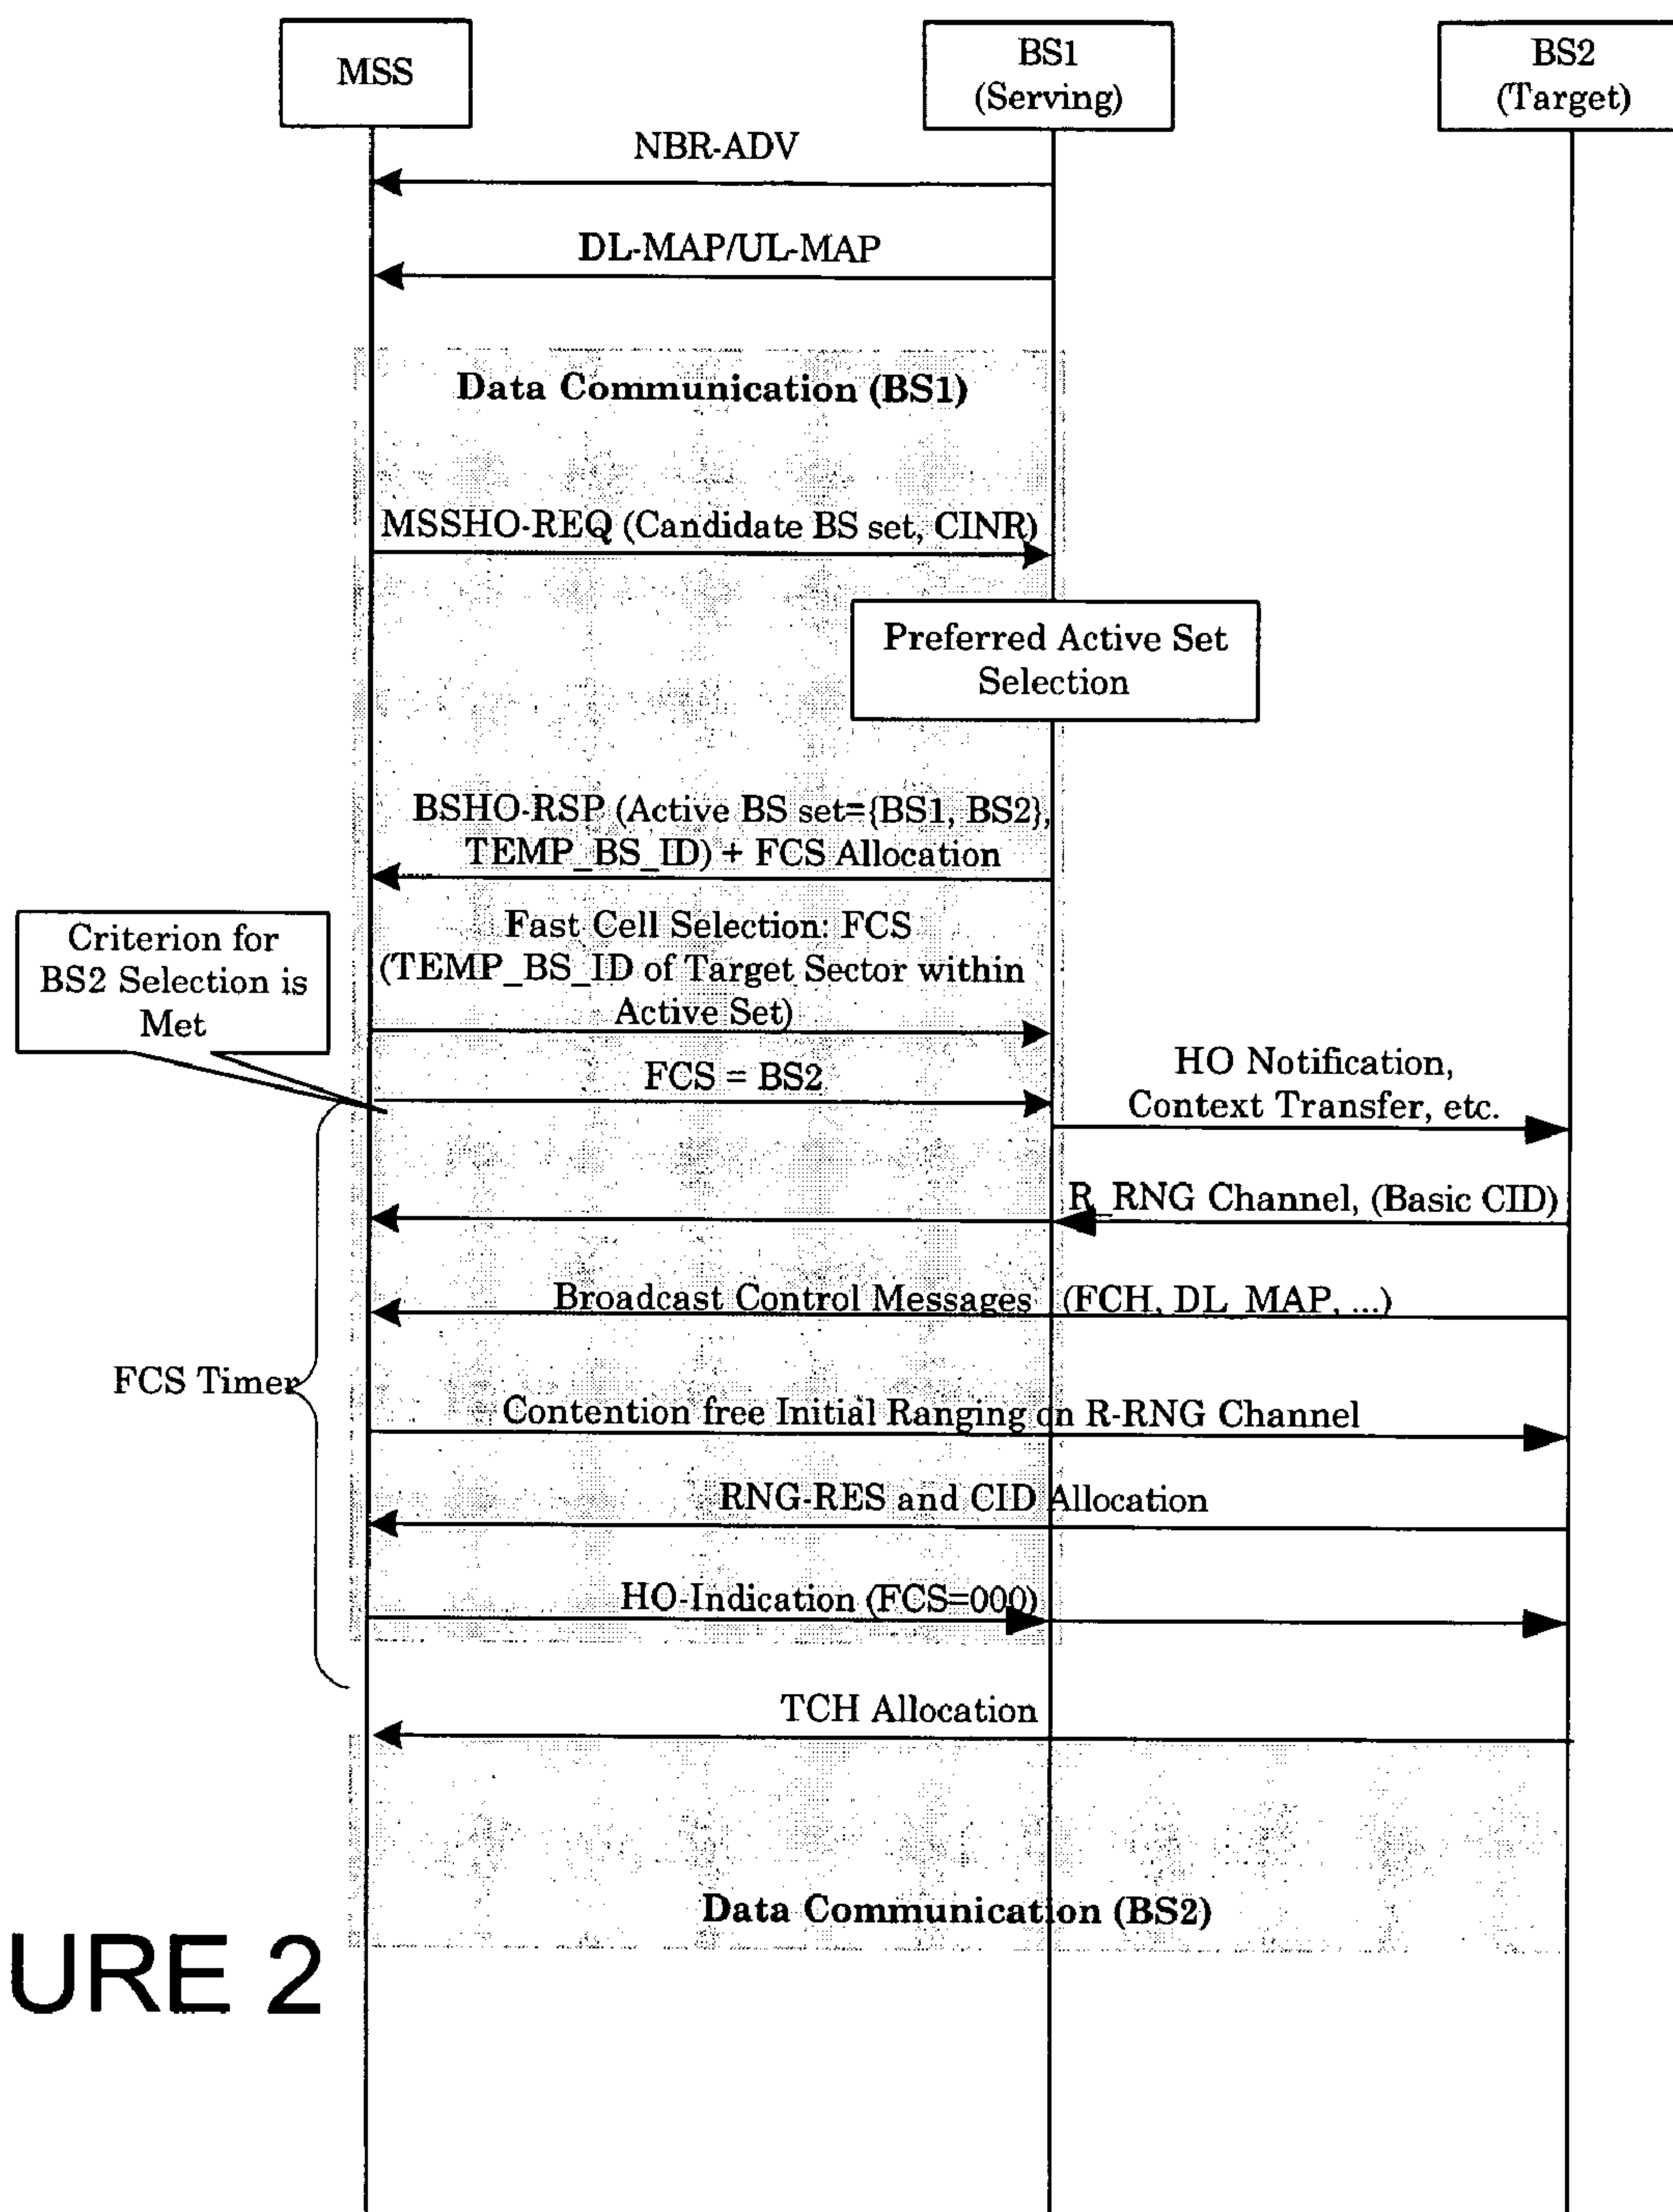 MSS
BS1
(Serving)
BS2
(Target)
NBR-ADV
DL-MAP/UL-MAP
Data Communication (BS1)
MSSHO-REQ (Candidate BS set, CINR)
Preferred Active Set
Selection
BSHO-RSP (Active BS set={BS1, BS2},
TEMP_BS_ID) + FCS Allocation
Criterion for
BS2 Selection is
Met
Fast Cell Selection: FCS
(TEMP_BS_ID of Target Sector within
Active Set)
FCS = BS2
HO Notification,
Context Transfer, etc.
R_RNG Channel, (Basic CID)
Broadcast Control Messages (FCH, DL_MAP, ...)
FCS Timer
Contention free Initial Ranging on R-RNG Channel
RNG-RES and CID Allocation
HO-Indication (FCS=000)
TCH Allocation
Data Communication (BS2)
URE 2